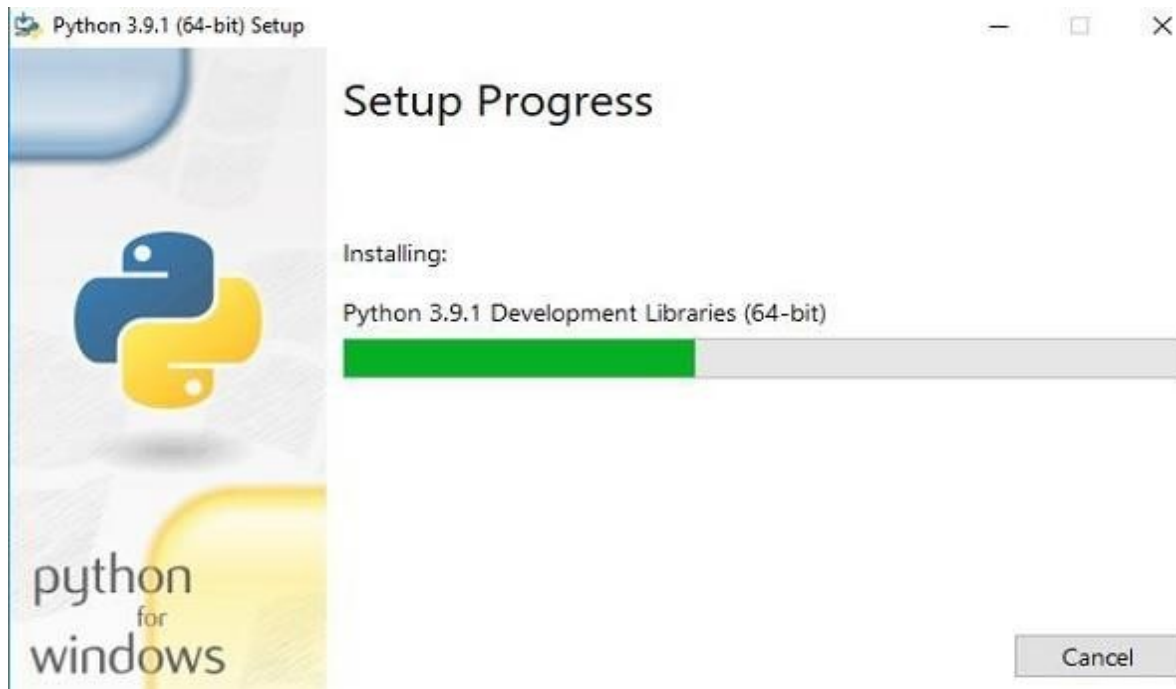 Python 3.9.1 (64-bit) Setup
Setup Progress
Installing:
Python 3.9.1 Development Libraries (64-bit)
python
for
windows
Cancel